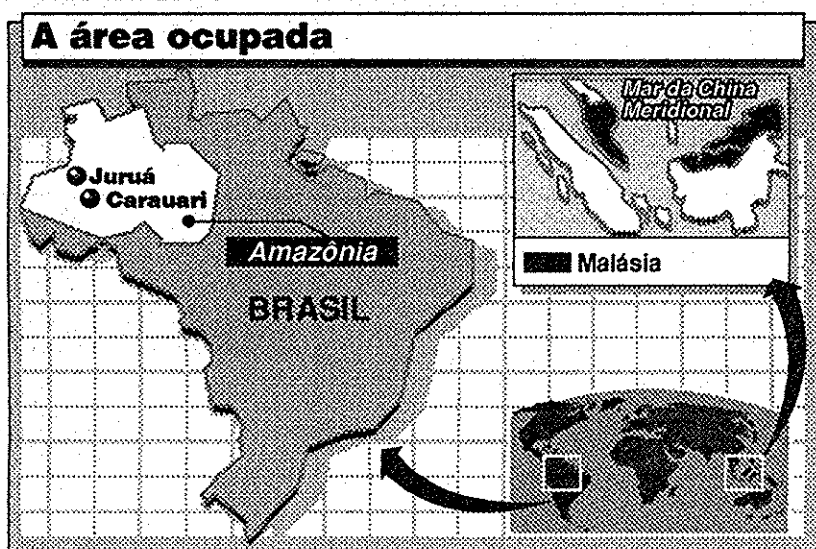 A área ocupada
Mar da China
Meridional
Juruá
Carauari
Amazônia
Malásia
BRASIL